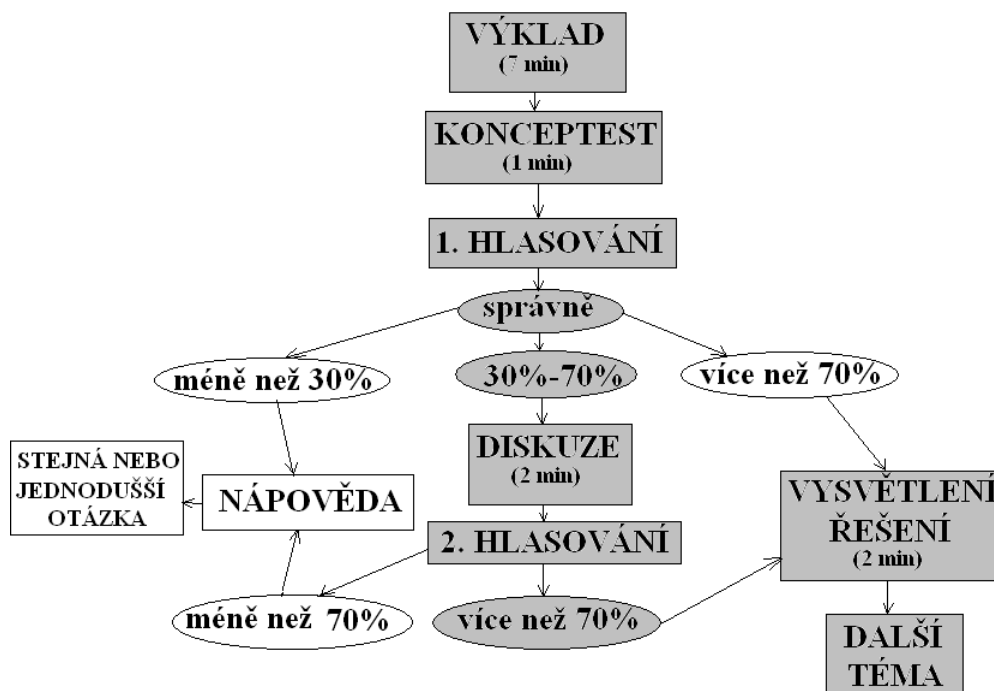 VÝKLAD
(7 min)
KONCEPTEST
(1 min)
1. HLASOVÁNÍ
správně
méně než 30%
30%-70%
více než 70%
DISKUZE
(2 min)
STEJNÁ NEBO
JEDNODUŠŠÍ
OTÁZKA
NÁPOVĚDA
VYSVĚTLENÍ
ŘEŠENÍ
(2 min)
2. HLASOVÁNÍ
méně než 70%
více než 70%
DALŠÍ
TÉMA